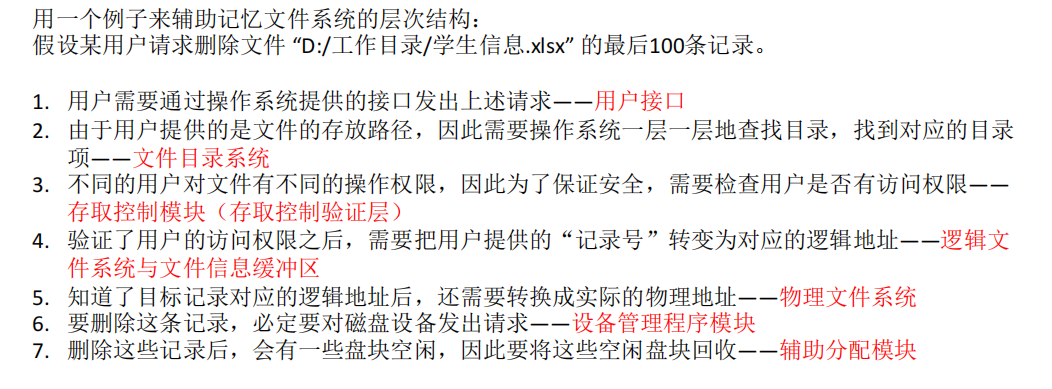 用一个例子来辅助记忆文件系统的层次结构：
假设某用户请求删除文件 “D:/工作目录/学生信息.xlsx” 的最后100条记录。
1. 用户需要通过操作系统提供的接口发出上述请求——用户接口
2. 由于用户提供的是文件的存放路径，因此需要操作系统一层一层地查找目录，找到对应的目录
项——文件目录系统
3. 不同的用户对文件有不同的操作权限，因此为了保证安全，需要检查用户是否有访问权限——
存取控制模块（存取控制验证层）
4. 验证了用户的访问权限之后，需要把用户提供的“记录号”转变为对应的逻辑地址——逻辑文
件系统与文件信息缓冲区
5. 知道了目标记录对应的逻辑地址后，还需要转换成实际的物理地址——物理文件系统
6. 要删除这条记录，必定要对磁盘设备发出请求——设备管理程序模块
7. 删除这些记录后，会有一些盘块空闲，因此要将这些空闲盘块回收——辅助分配模块